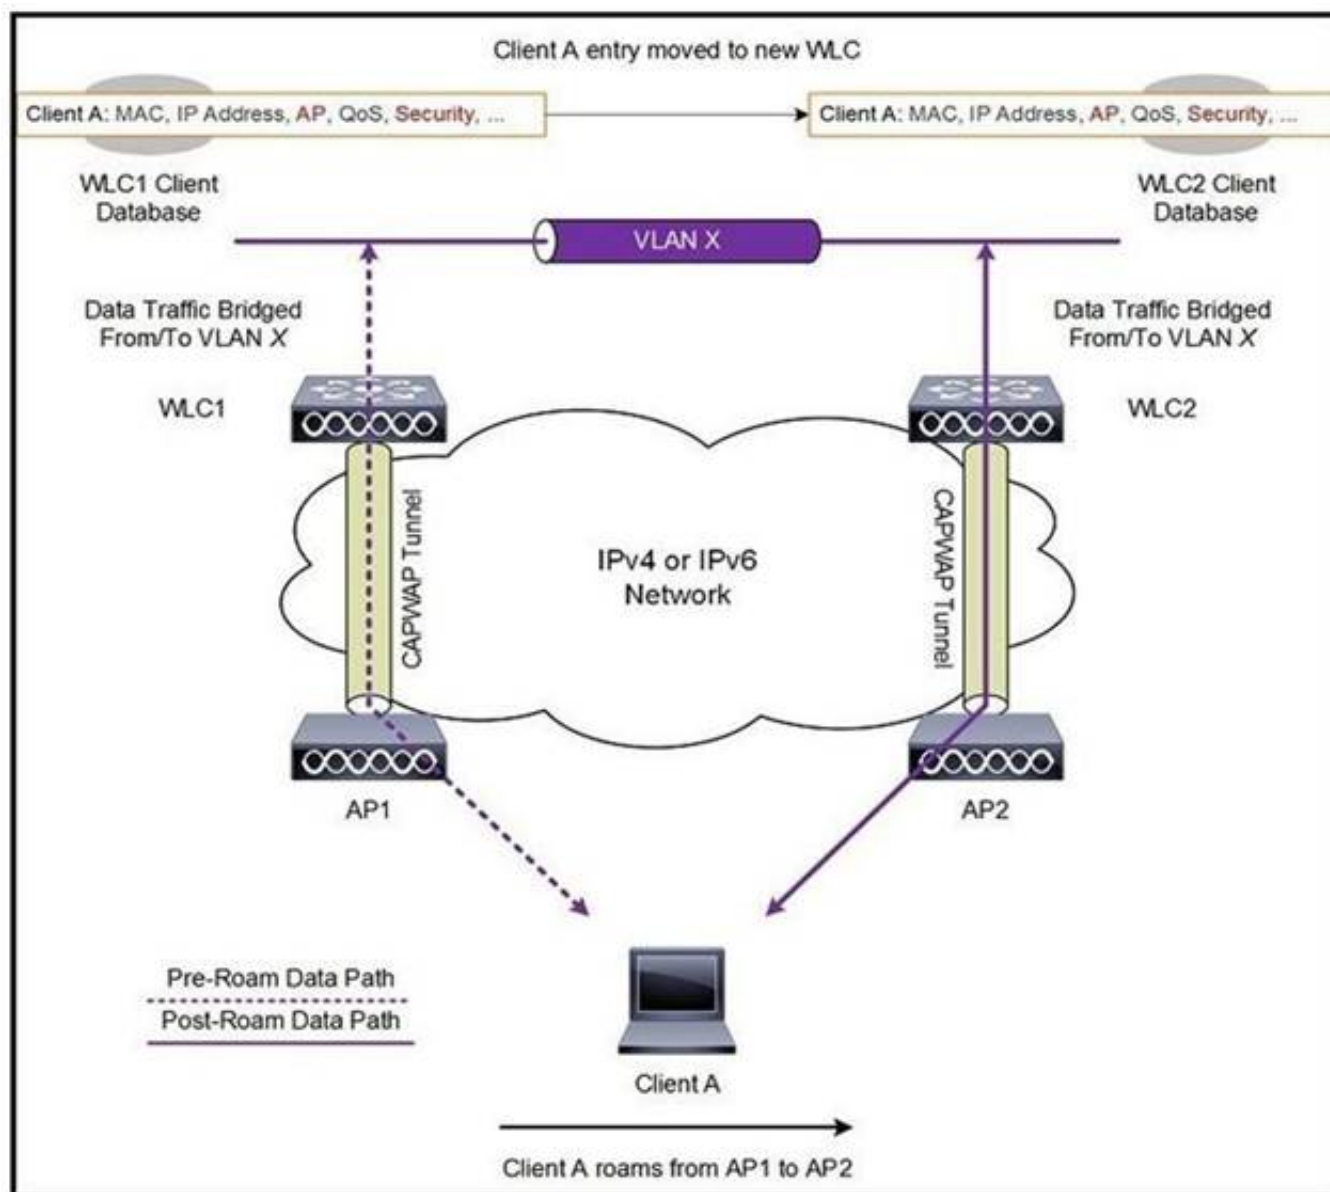 Client A entry moved to new WLC
Client A: MAC, IP Address, AP, QoS, Security, ...
Client A: MAC, IP Address, AP, QoS, Security, ...
WLC1 Client
Database
WLC2 Client
Database
VLAN X
Data Traffic Bridged
From/To VLAN X
Data Traffic Bridged
From/To VLAN X
WLC1
WLC2
CAPWAP Tunnel
IPv4 or IPv6
Network
CAPWAP Tunnel
AP1
AP2
Pre-Roam Data Path
Post-Roam Data Path
Client A
Client A roams from AP1 to AP2